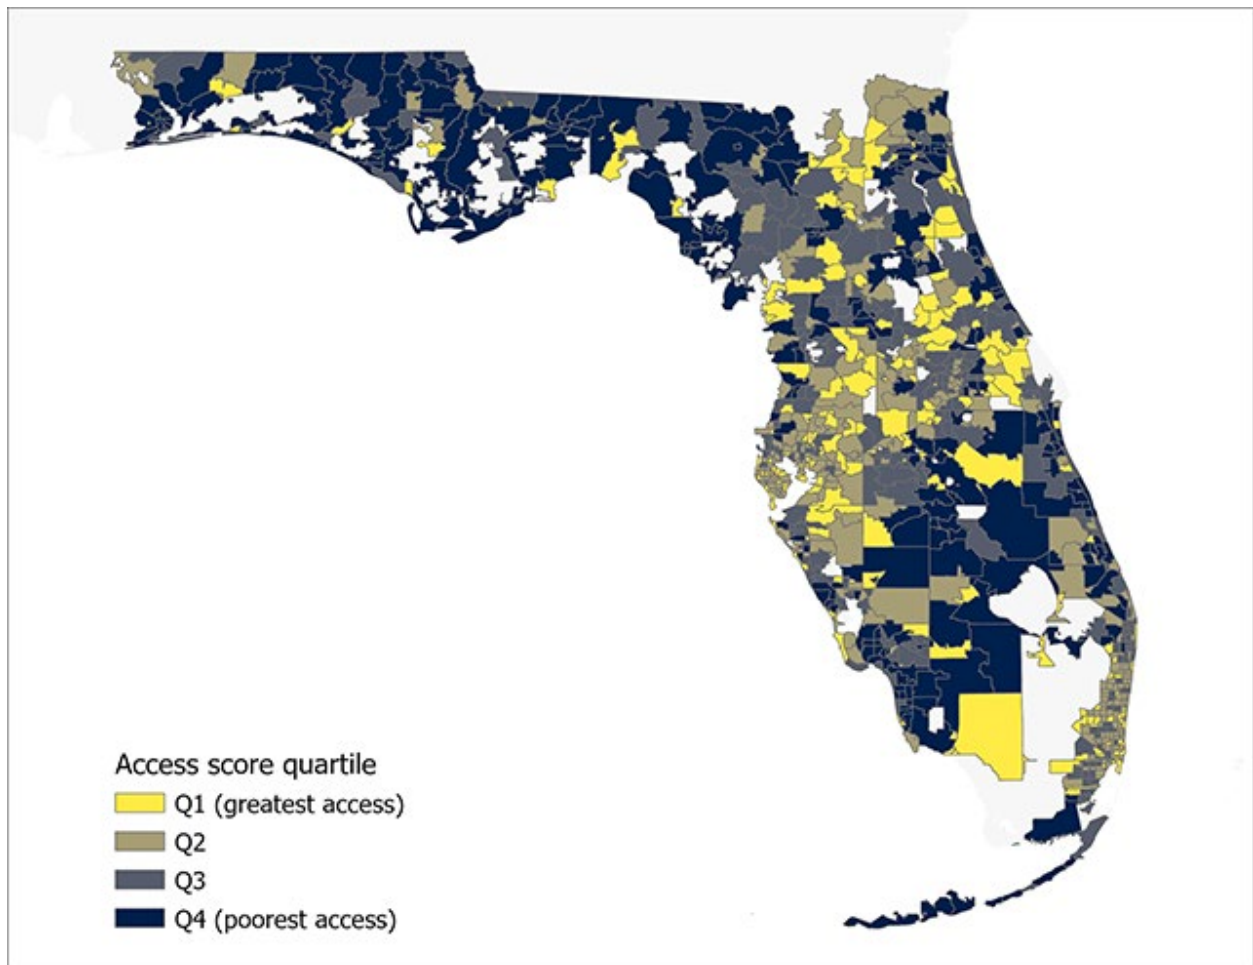 Access score quartile
Q1 (greatest access)
Q2
Q3
Q4 (poorest access)